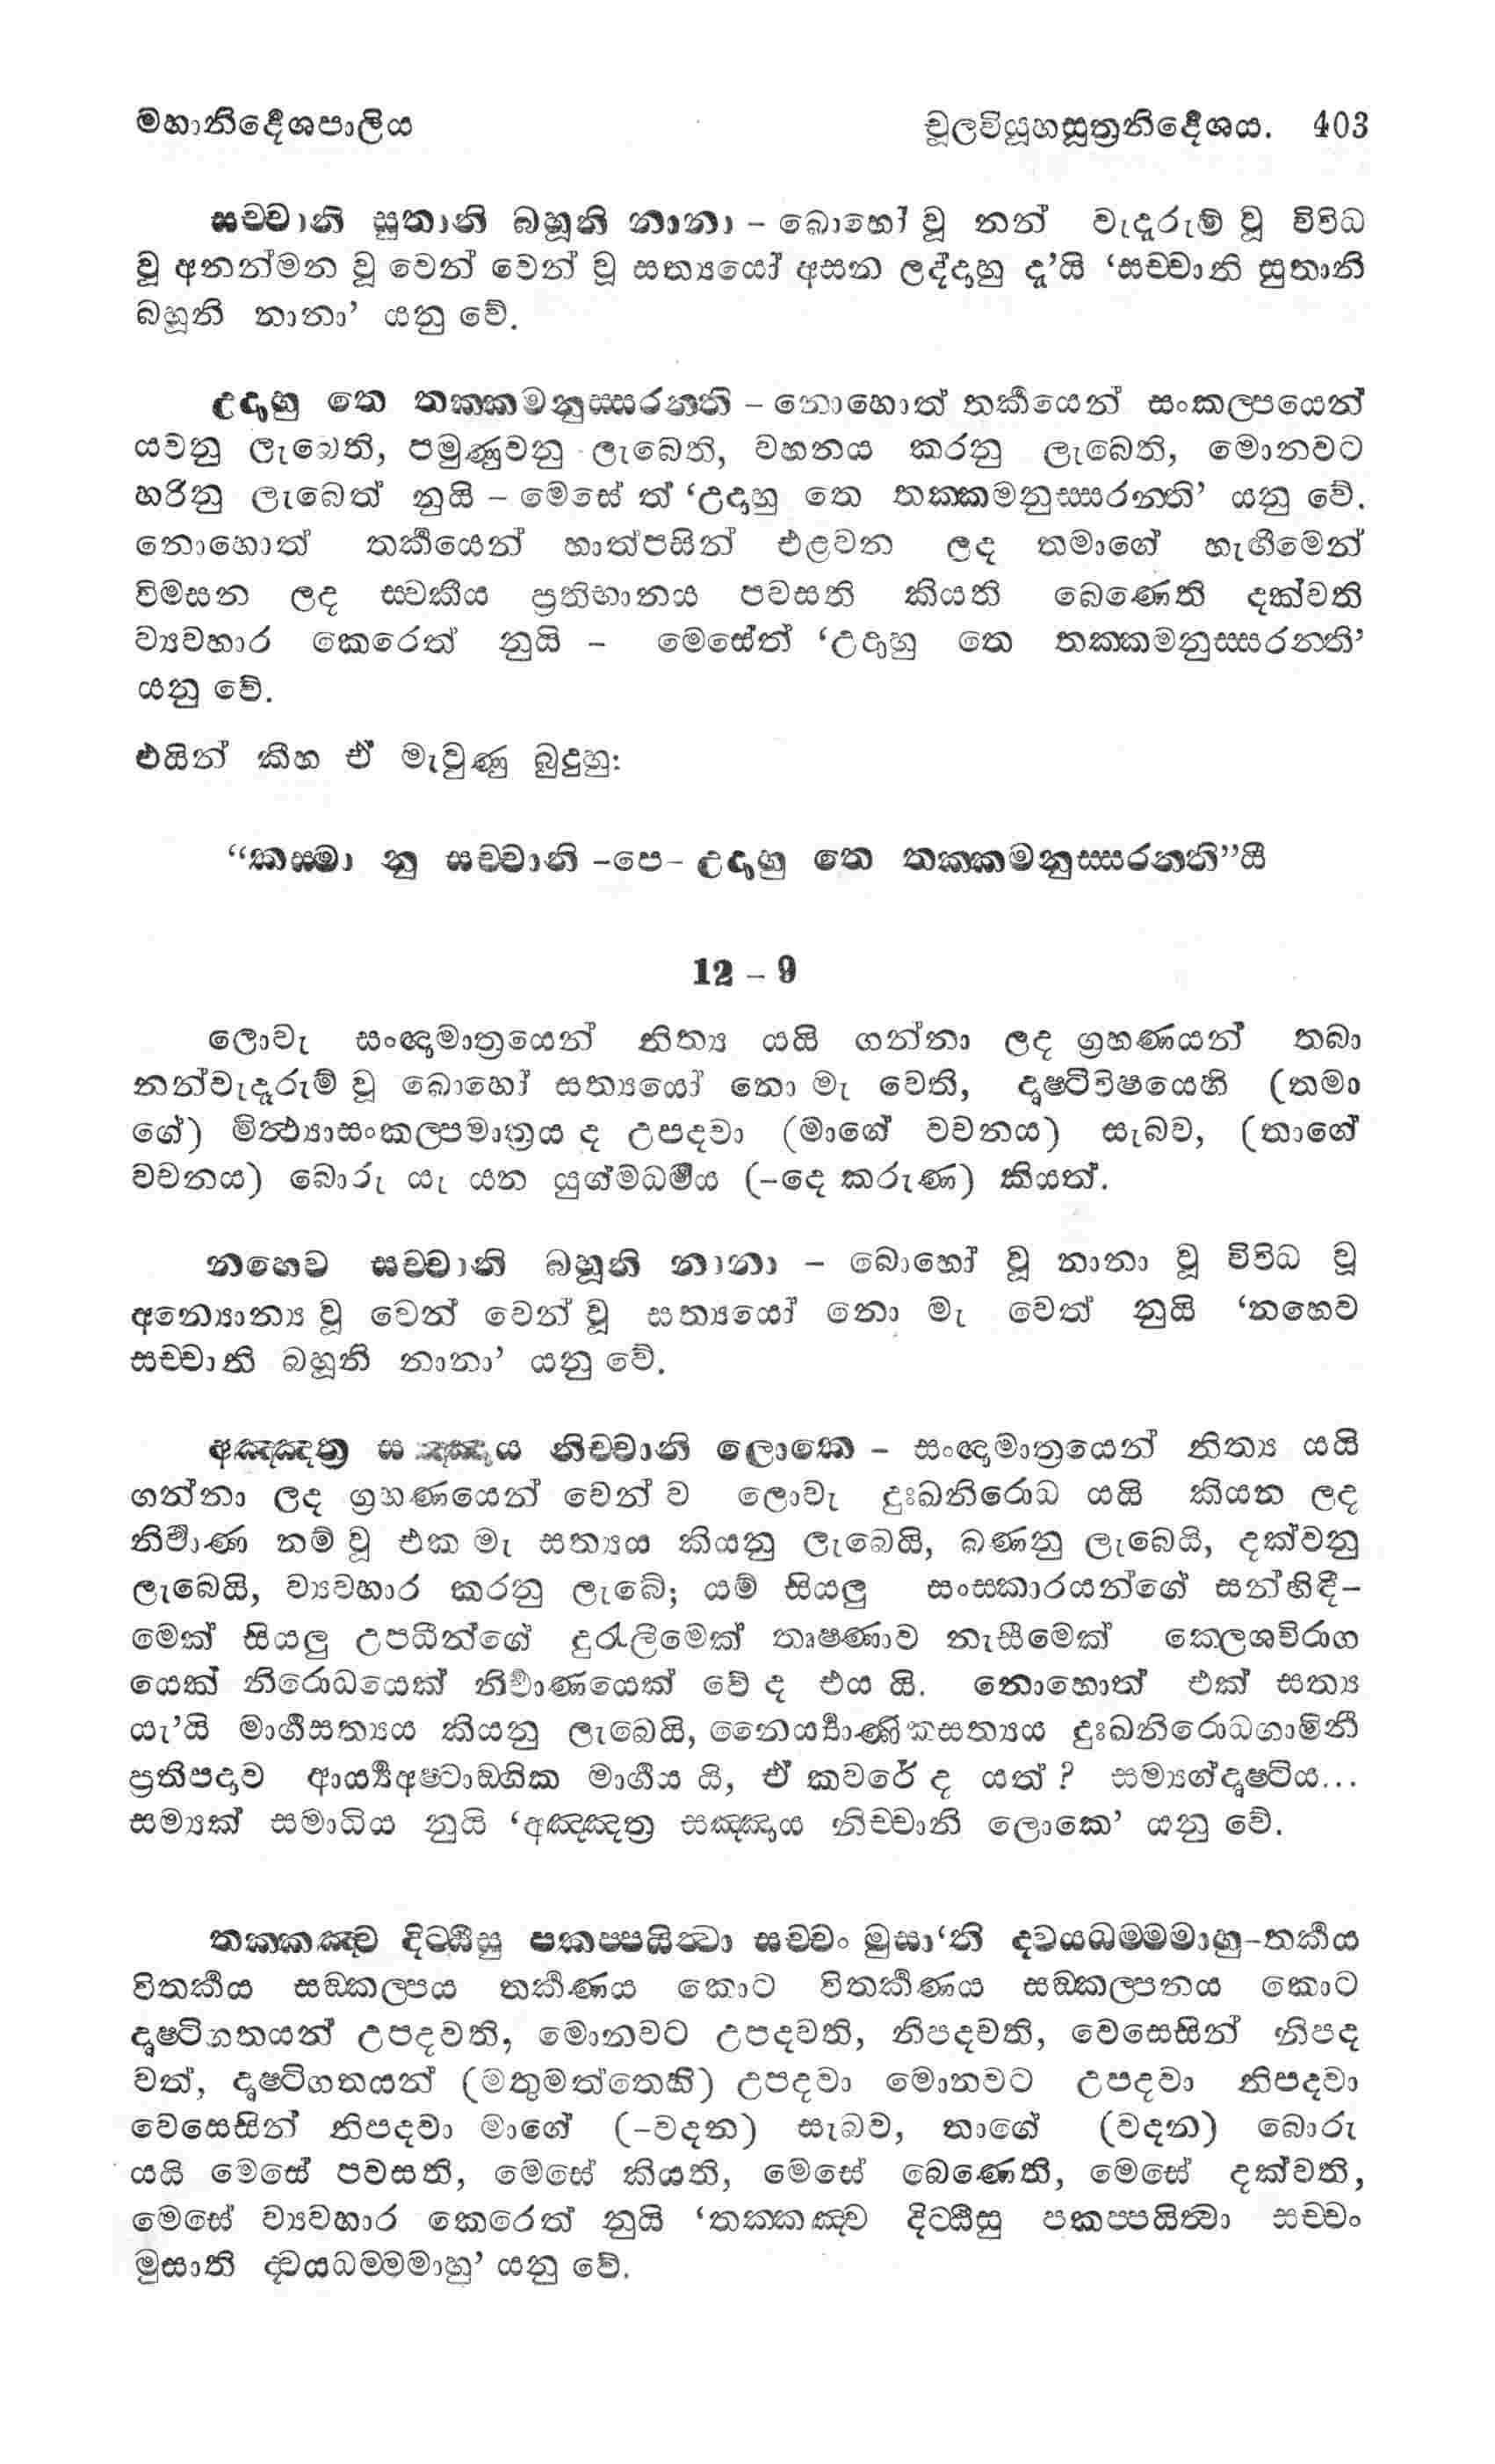 මහානිර්දේශපාලිය චූලවියූහසූත්‍රනිර්දේශය. 403
සච්චානි සුතානි බහූනි නානා – බොහෝ වූ නන් වැදෑරුම් වූ විවිධ
වූ අනන්මන වූ වෙන් වෙන් වූ සත්‍යයෝ අසන ලද්දාහු දැ’යි ‘සච්චානි සුතානි
බහූනි නානා’ යනු වේ.
උදාහු තෙ තක්කමනුස්සරන්ති – නොහොත් තර්කයෙන් සංකල්පයෙන්
යවනු ලැබෙති, පමුණුවනු ලැබෙති, වහනය කරනු ලැබෙති, මොනවට
හරිනු ලැබෙත් නුයි – මෙසේ ත් ‘උදාහු තෙ තක්කමනුස්සරන්ති’ යනු වේ.
නොහොත් තර්කයෙන් හාත්පසින් එළවන ලද තමාගේ හැඟීමෙන්
විමසන ලද ස්වකීය ප්‍රතිභානය පවසති කියති බෙණෙති දක්වති
ව්‍යවහාර කෙරෙත් නුයි – මෙසේත් ‘උදාහු තෙ තක්කමනුස්සරන්ති’
යනු වේ.
එයින් කීහ ඒ මැවුණු බුදුහු:
“කස්මා නු සච්චානි –පෙ– උදාහු තෙ තක්කමනුස්සරන්ති”යී
12 – 9
ලොවැ සංඥාමාත්‍රයෙන් නිත්‍ය යයි ගන්නා ලද ග්‍රහණයන් තබා
නන්වැදෑරුම් වූ බොහෝ සත්‍යයෝ නො මැ වෙති, දෘෂ්ටිවිෂයෙහි (තමා
ගේ) මිත්‍ථ්‍යාසංකල්පමාත්‍රය ද උපදවා (මාගේ වචනය) සැබව, (තාගේ
වචනය) බොරු යැ යන යුග්මධර්මය (–දෙ කරුණ) කියත්.
නහෙව සච්චානි බහූනි නානා – බොහෝ වූ නානා වූ විවිධ වූ
අන්‍යොන්‍ය වූ වෙන් වෙන් වූ සත්‍යයෝ නො මැ වෙත් නුයි ‘නහෙව
සච්චානි බහූනි නානා’ යනු වේ.
අඤ්ඤත්‍ර සඤ්ඤාය නිච්චානි ලොකෙ – සංඥාමාත්‍රයෙන් නිත්‍ය යයි
ගන්නා ලද ග්‍රහණයෙන් වෙන් ව ලොවැ දුඃඛනිරොධ යයි කියන ලද
නිර්වාණ නම් වූ එක මැ සත්‍යය කියනු ලැබෙයි, බණනු ලැබෙයි, දක්වනු
ලැබෙයි, ව්‍යවහාර කරනු ලැබේ; යම් සියලු සංස්කාරයන්ගේ සන්හිඳී–
මෙක් සියලු උපධීන්ගේ දුරැලීමෙක් තෘෂ්ණාව නැසීමෙක් ක්ලෙශවිරාග
යෙක් නිරොධයෙක් නිර්වාණයෙක් වේ ද එය යි. නොහොත් එක් සත්‍ය
යැ’යි මාර්ගසත්‍යය කියනු ලැබෙයි, නෛර්යාණිකසත්‍යය දුඃඛනිරොධගාමිනී
ප්‍රතිපදාව ආර්ය්‍යඅෂ්ටාඞ්ගික මාර්ගය යි, ඒ කවරේ ද යත් ? සම්‍යග්දෘෂ්ටිය...
සම්‍යක් සමාධිය නුයි ‘අඤ්ඤත්‍ර සඤ්ඤාය නිච්චානි ලොකෙ’ යනු වේ.
තක්කඤ්ච දිට්ඨීසු පකප්පයිත්‍වා සච්චං මුසා‘ති ද්වයධම්මමාහු–තර්කය
විතර්කය සඞ්කල්පය තර්කණය කොට විතර්කණය සඞ්කල්පනය කොට
දෘෂ්ටිගතයන් උපදවති, මොනවට උපදවති, නිපදවති, වෙසෙසින් නිපද
වත්, දෘෂ්ටිගතයන් (මතුමත්තෙහි) උපදවා මොනවට උපදවා නිපදවා
වෙසෙසින් නිපදවා මාගේ (–වදන) සැබව, තාගේ (වදන) බොරු
යයි මෙසේ පවසති, මෙසේ කියති, මෙසේ බෙණෙති, මෙසේ දක්වති,
මෙසේ ව්‍යවහාර කෙරෙත් නුයි ‘තක්කඤ්ච දිට්ඨීසු පකප්පයිත්‍වා සච්චං
මුසාති ද්වයධම්මමාහු’ යනු වේ.